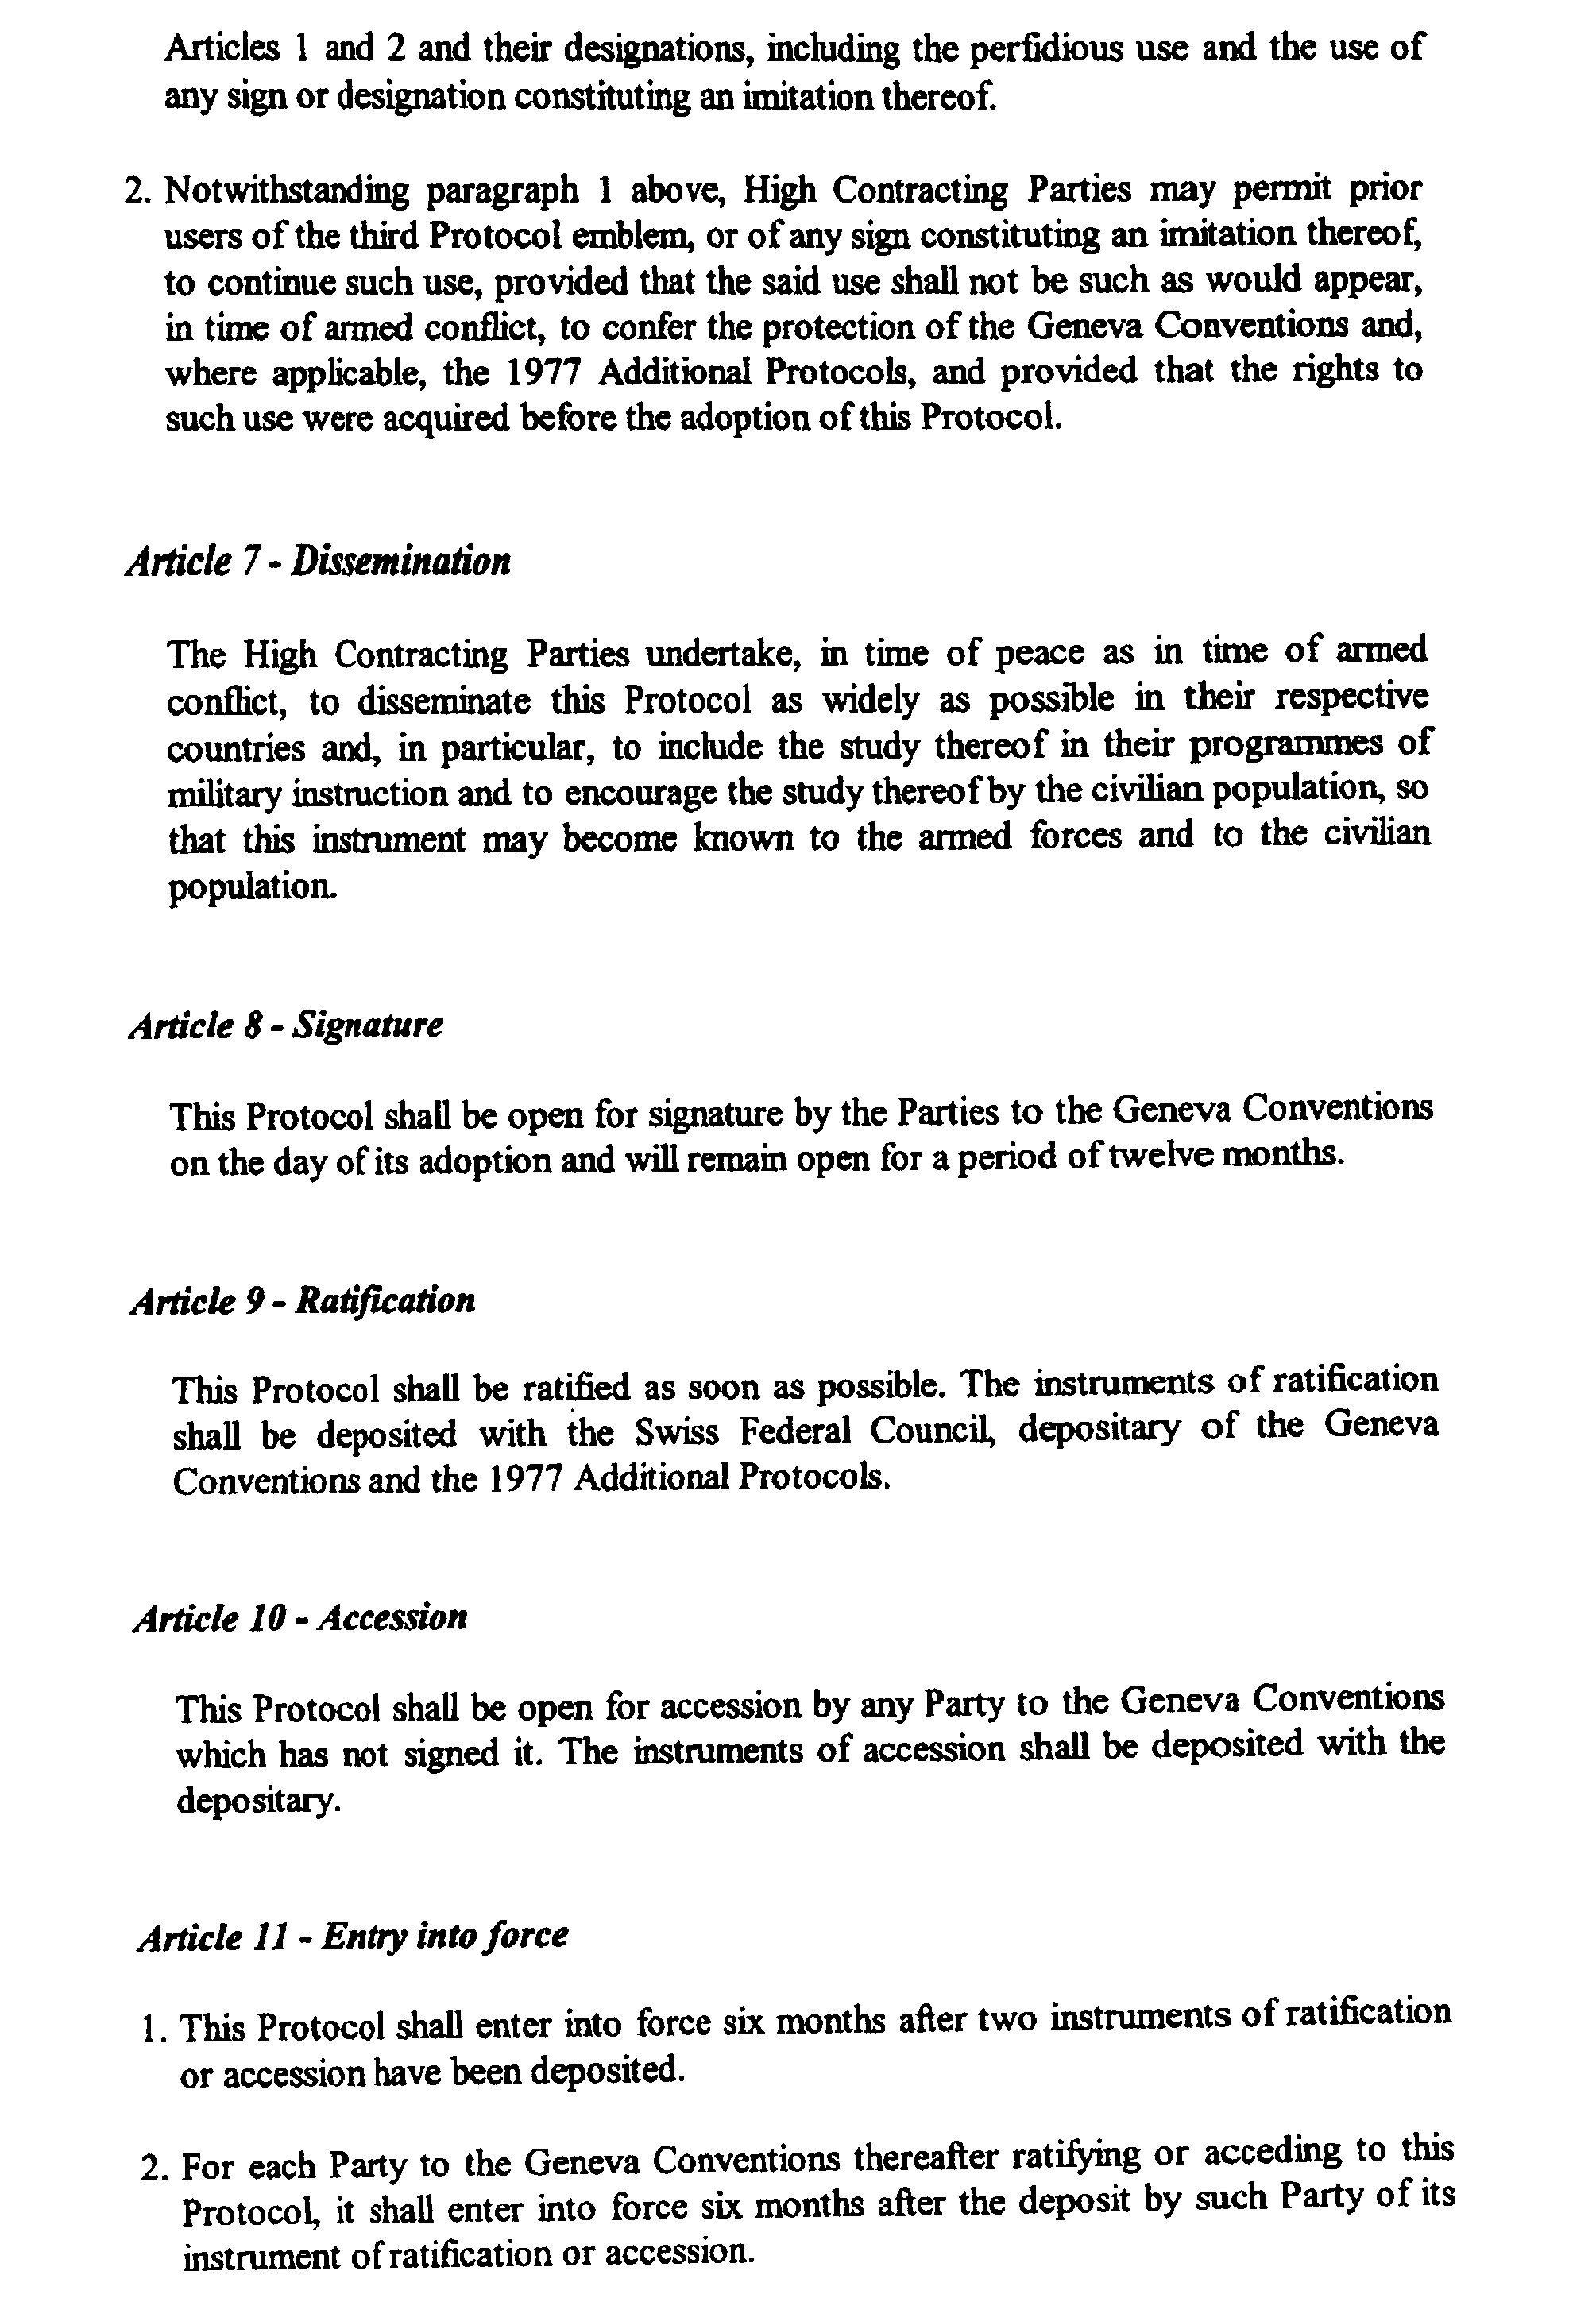 Articles 1 and 2 and their designations, including the perfidious use and the use of
any sign or designation constituting an imitation thereof.
2. Notwithstanding paragraph 1 above, High Contracting Parties may permit prior
users of the third Protocol emblem, or of any sign constituting an imitation thereof,
to continue such use, provided that the said use shall not be such as would appear,
in time of armed conflict, to confer the protection of the Geneva Conventions and,
where applicable, the 1977 Additional Protocols, and provided that the rights to
such use were acquired before the adoption of this Protocol.
Article 7 - Dissemination
The High Contracting Parties undertake, in time of peace as in time of armed
conflict, to disseminate this Protocol as widely as possible in their respective
countries and, in particular, to include the study thereof in their programmes of
military instruction and to encourage the study thereof by the civilian population, so
that this instrument may become known to the armed forces and to the civilian
population.
Article 8 - Signature
This Protocol shall be open for signature by the Parties to the Geneva Conventions
on the day of its adoption and will remain open for a period of twelve months.
Article 9 - Ratification
This Protocol shall be ratified as soon as possible. The instruments of ratification
shall be deposited with the Swiss Federal Council, depositary of the Geneva
Conventions and the 1977 Additional Protocols.
Article 10 - Accession
This Protocol shall be open for accession by any Party to the Geneva Conventions
which has not signed it. The instruments of accession shall be deposited with the
depositary.
Article 11 - Entry into force
1. This Protocol shall enter into force six months after two instruments of ratification
or accession have been deposited.
2. For each Party to the Geneva Conventions thereafter ratifying or acceding to this
Protocol, it shall enter into force six months after the deposit by such Party of its
instrument of ratification or accession.